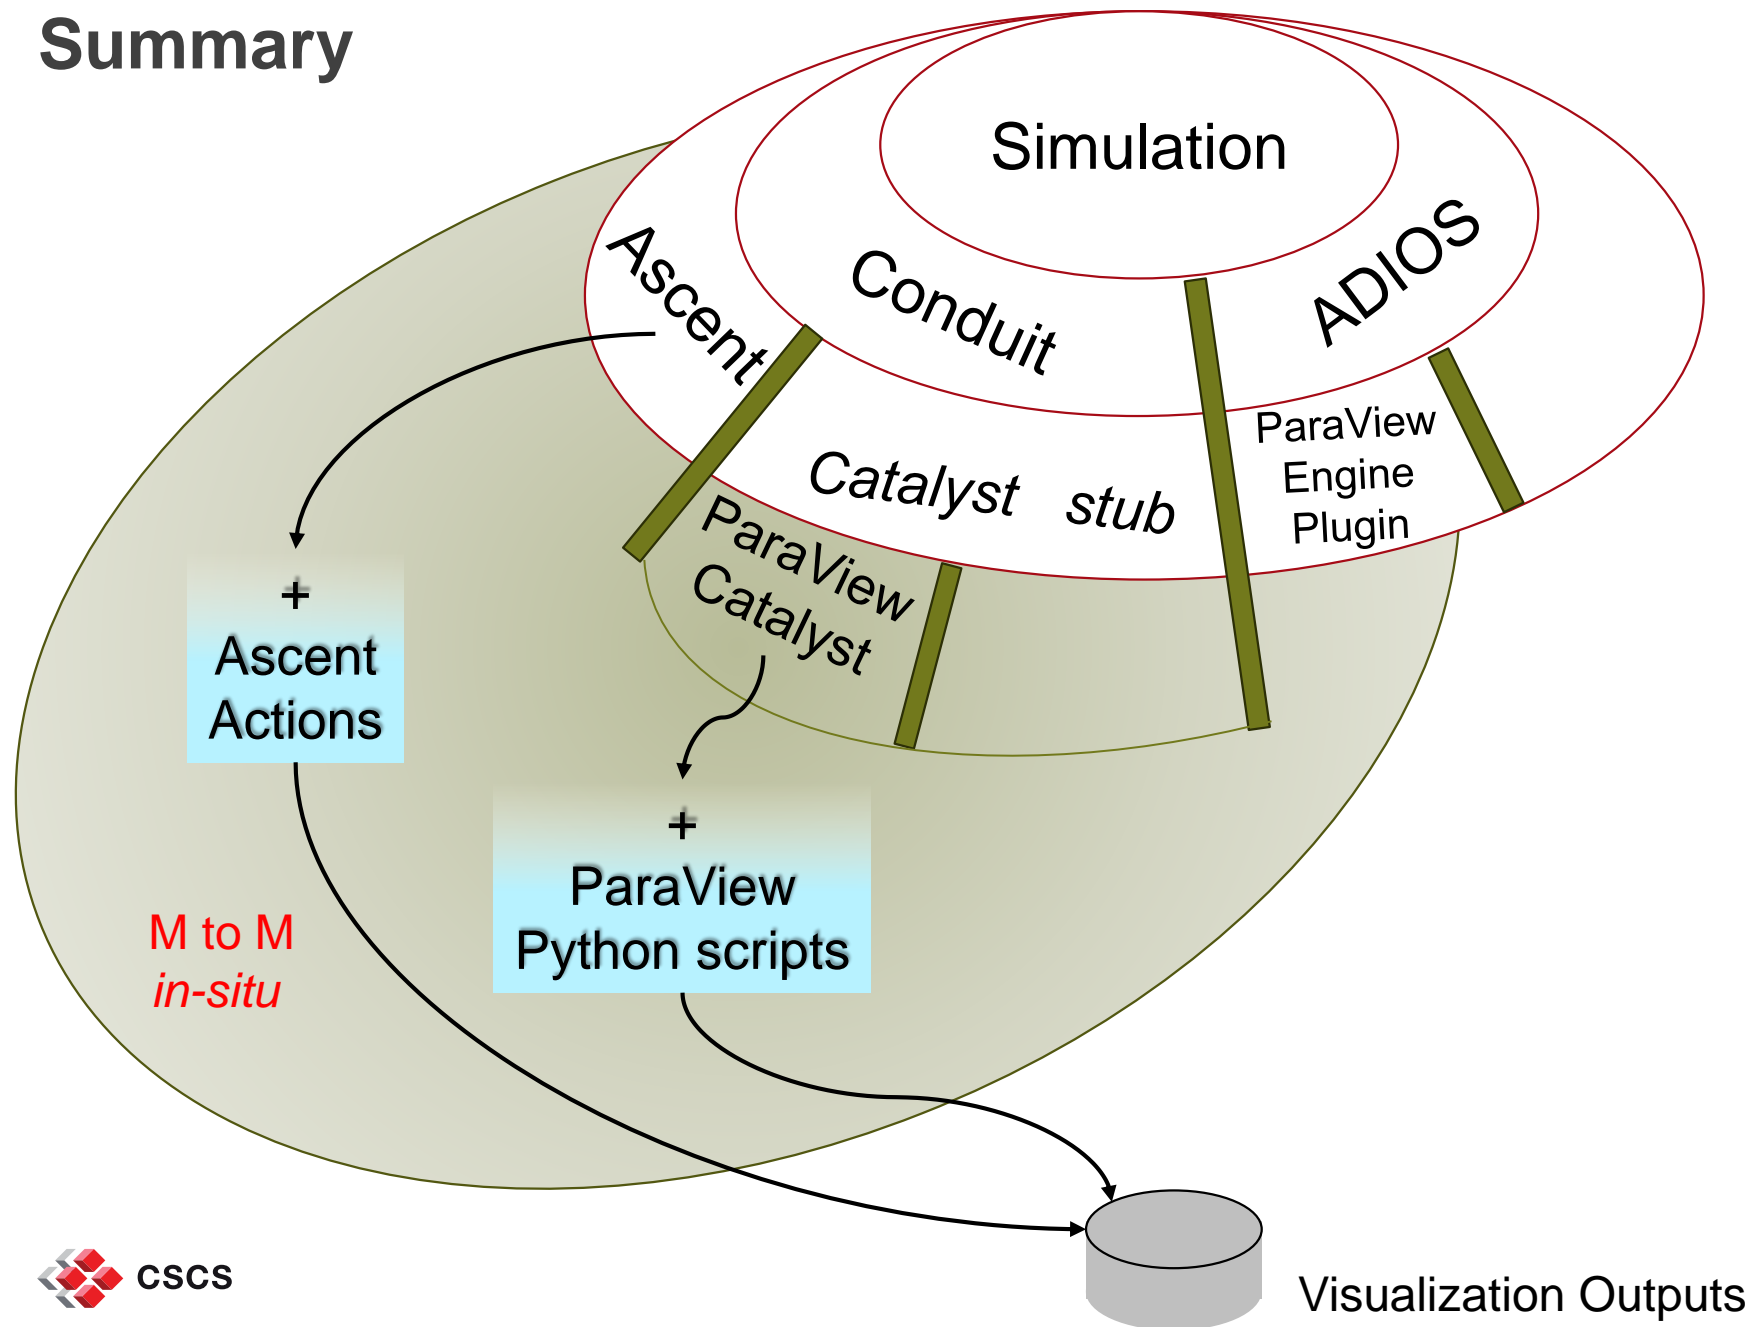 Summary
Simulation
Ascent
Conduit
ADIOS
Catalyst stub
ParaView
Engine
Plugin
ParaView
Catalyst
+
Ascent
Actions
+
ParaView
Python scripts
M to M
in-situ
CSCS
Visualization Outputs